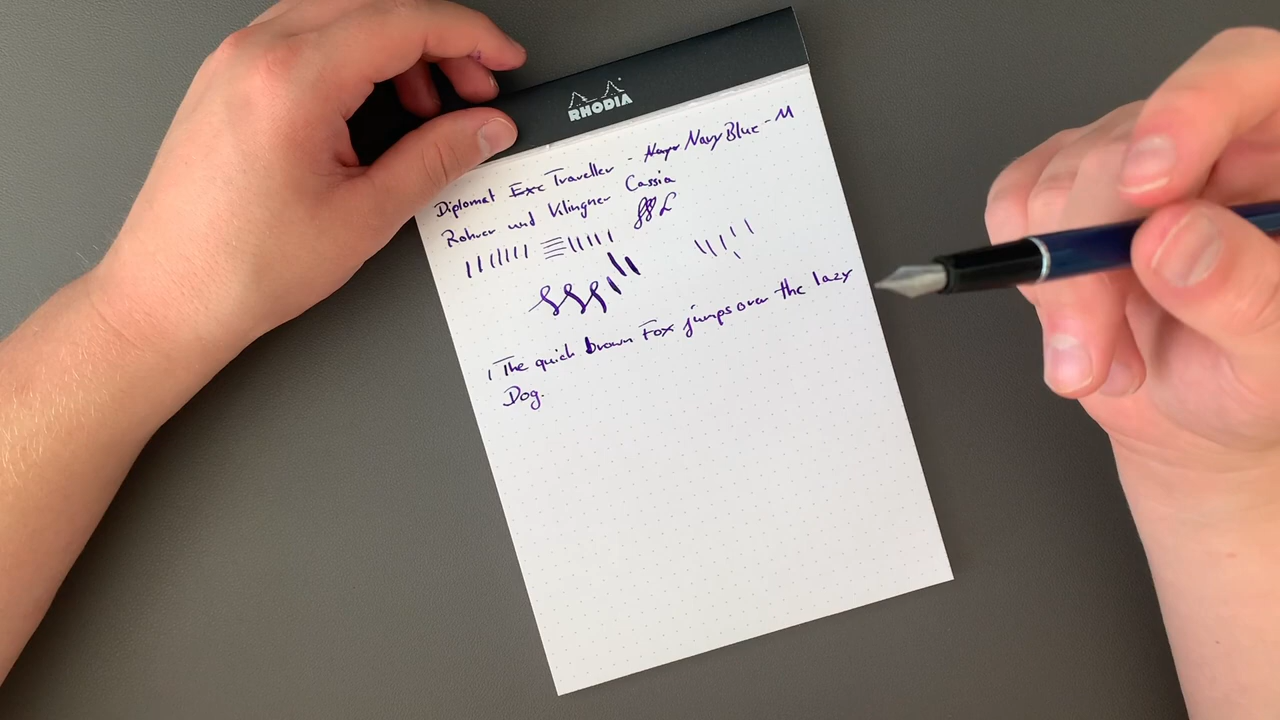 RHODIA
Diplomat Exc Traveller - Navy Blue - M
Rohrer und Klingner Cassia
The quick brown Fox jumps over the lazy
Dog.